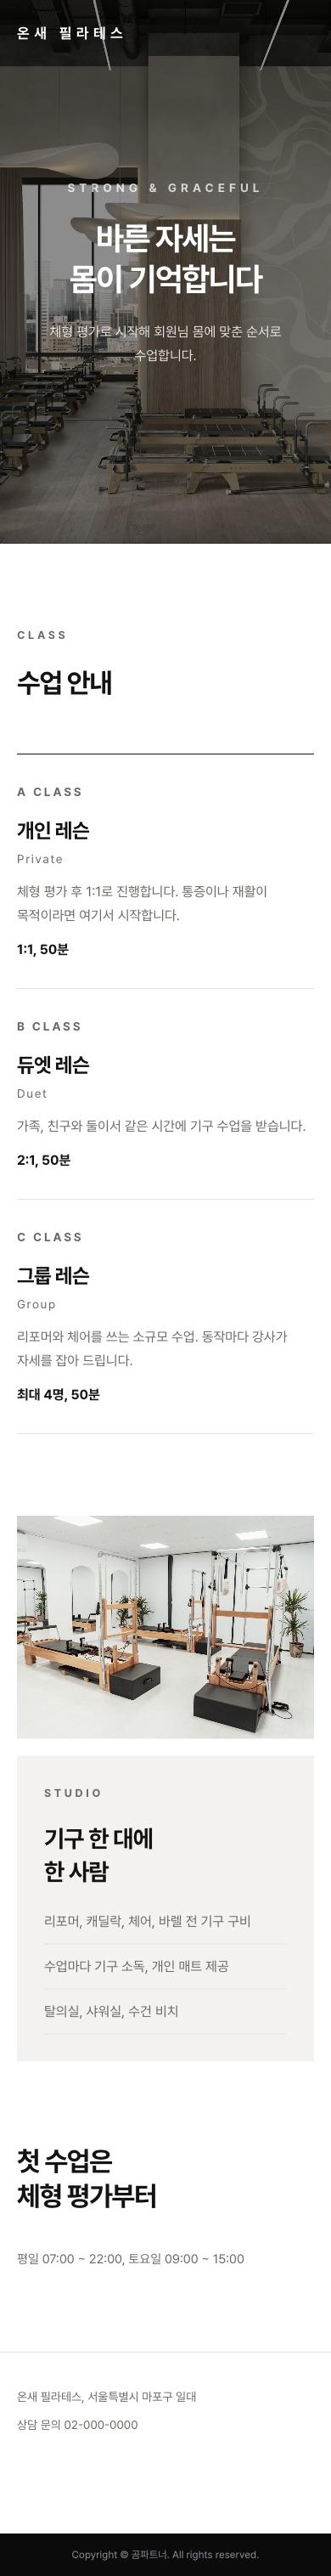 온새 필라테스
STRONG & GRACEFUL
바른 자세는
몸이 기억합니다
체형 평가로 시작해 회원님 몸에 맞춘 순서로
수업합니다.
CLASS
수업 안내
A CLASS
개인 레슨
Private
체형 평가 후 1:1로 진행합니다. 통증이나 재활이
목적이라면 여기서 시작합니다.
1:1, 50분
B CLASS
듀엣 레슨
Duet
가족, 친구와 둘이서 같은 시간에 기구 수업을 받습니다.
2:1, 50분
C CLASS
그룹 레슨
Group
리포머와 체어를 쓰는 소규모 수업. 동작마다 강사가
자세를 잡아 드립니다.
최대 4명, 50분
STUDIO
기구 한 대에
한 사람
리포머, 캐딜락, 체어, 바렐 전 기구 구비
수업마다 기구 소독, 개인 매트 제공
탈의실, 샤워실, 수건 비치
첫 수업은
체형 평가부터
평일 07:00 ~ 22:00, 토요일 09:00 ~ 15:00
온새 필라테스, 서울특별시 마포구 일대
상담 문의 02-000-0000
Copyright © 곰파트너. All rights reserved.